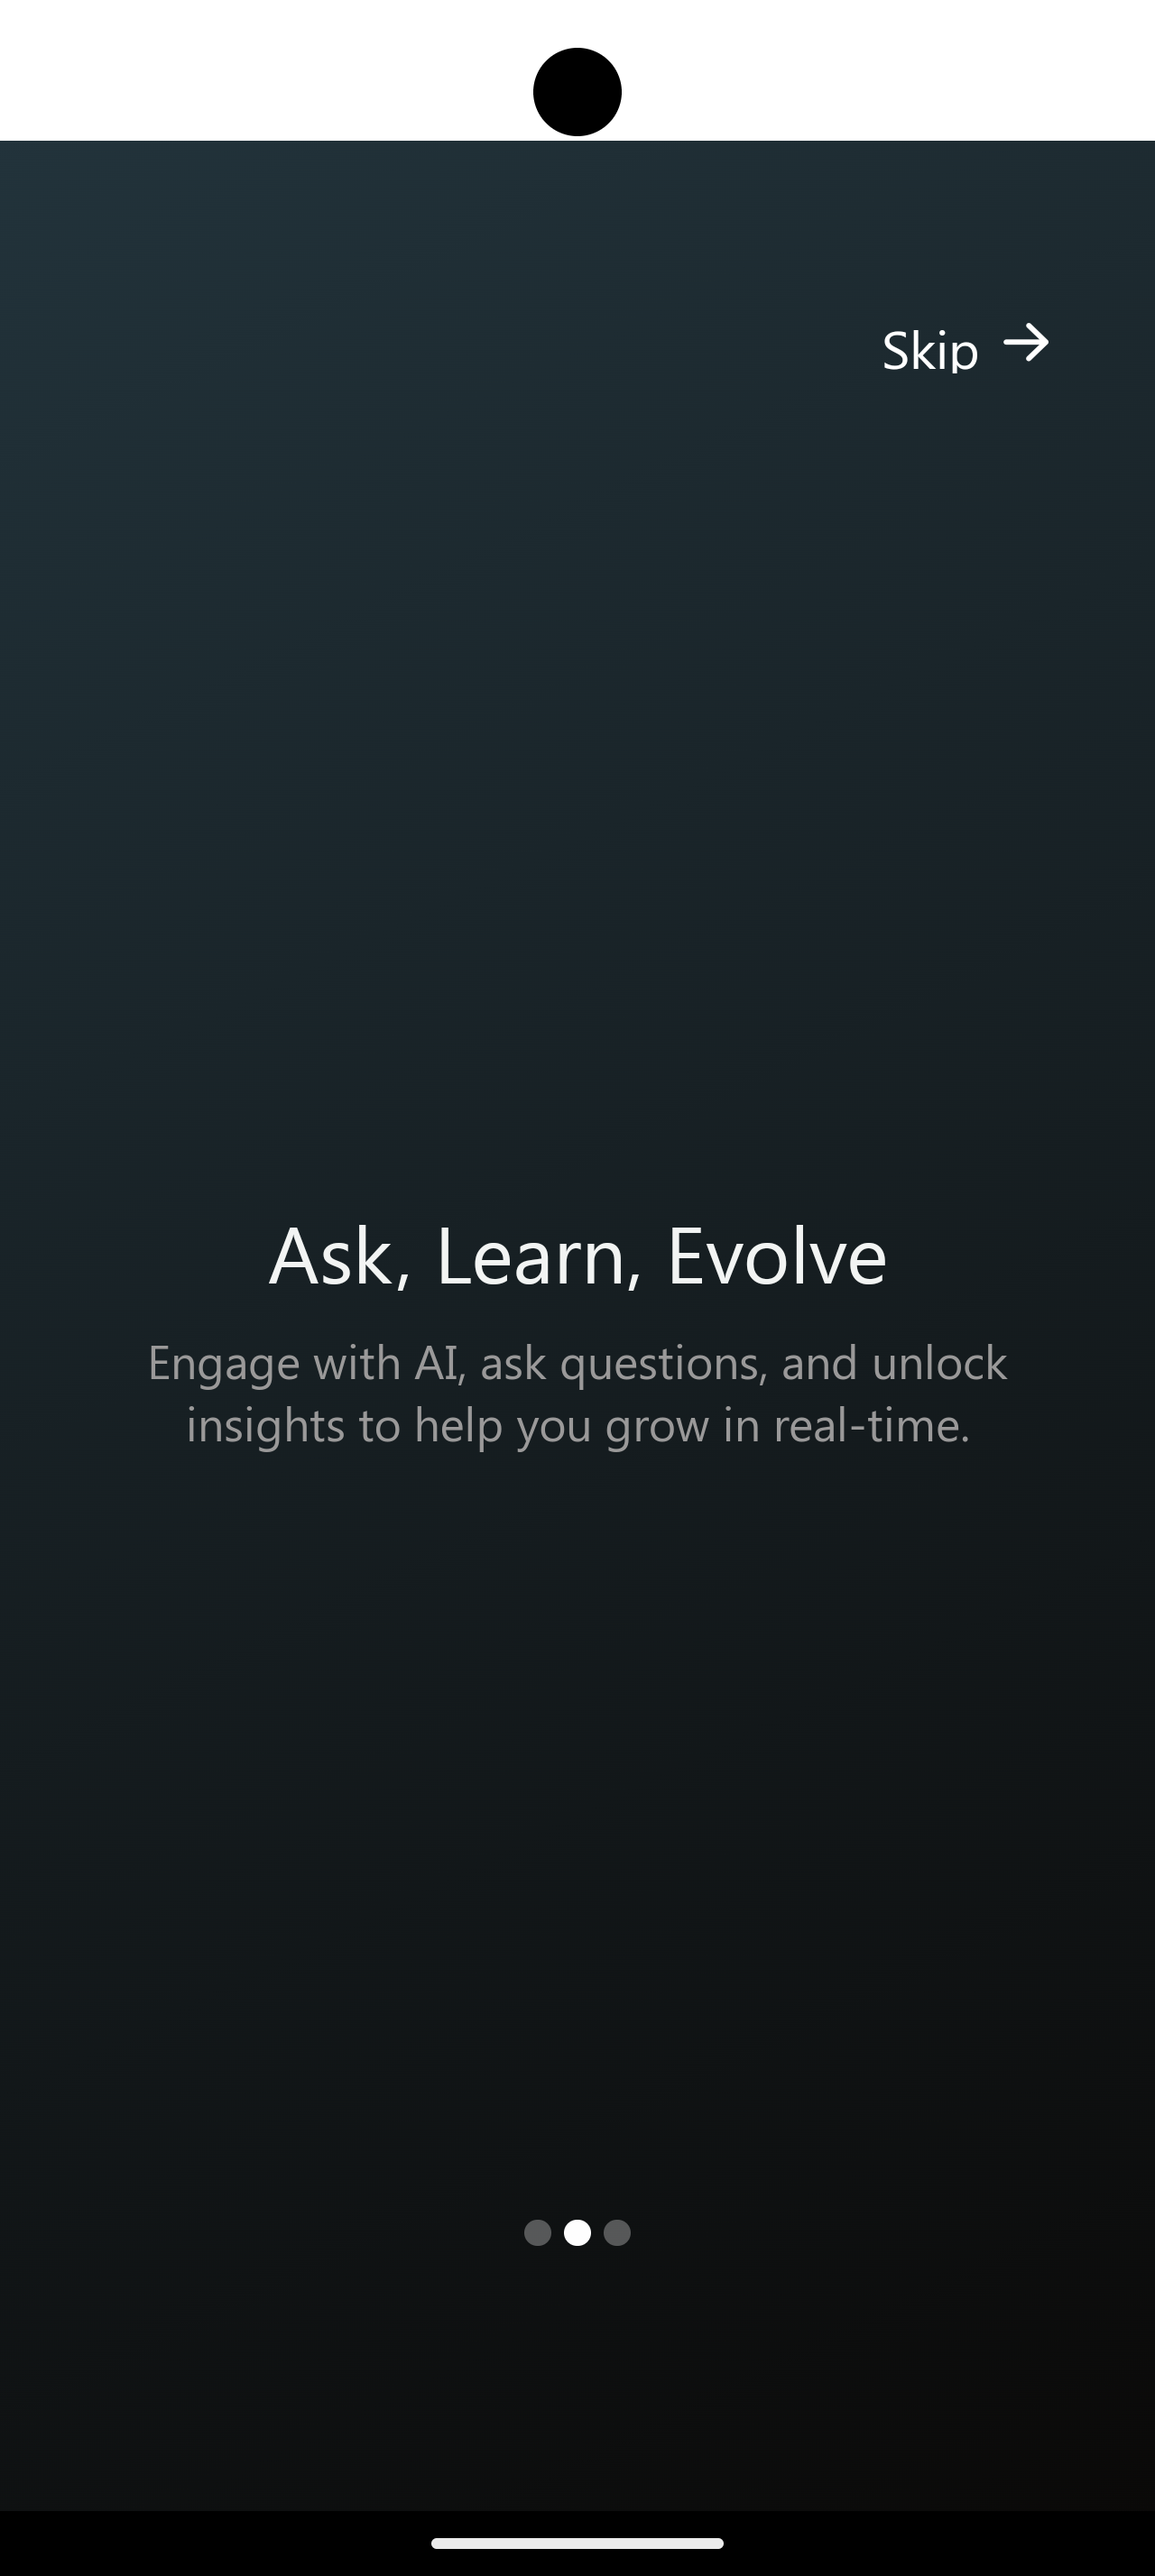 Skip
Ask, Learn, Evolve
Engage with AI, ask questions, and unlock
insights to help you grow in real-time.